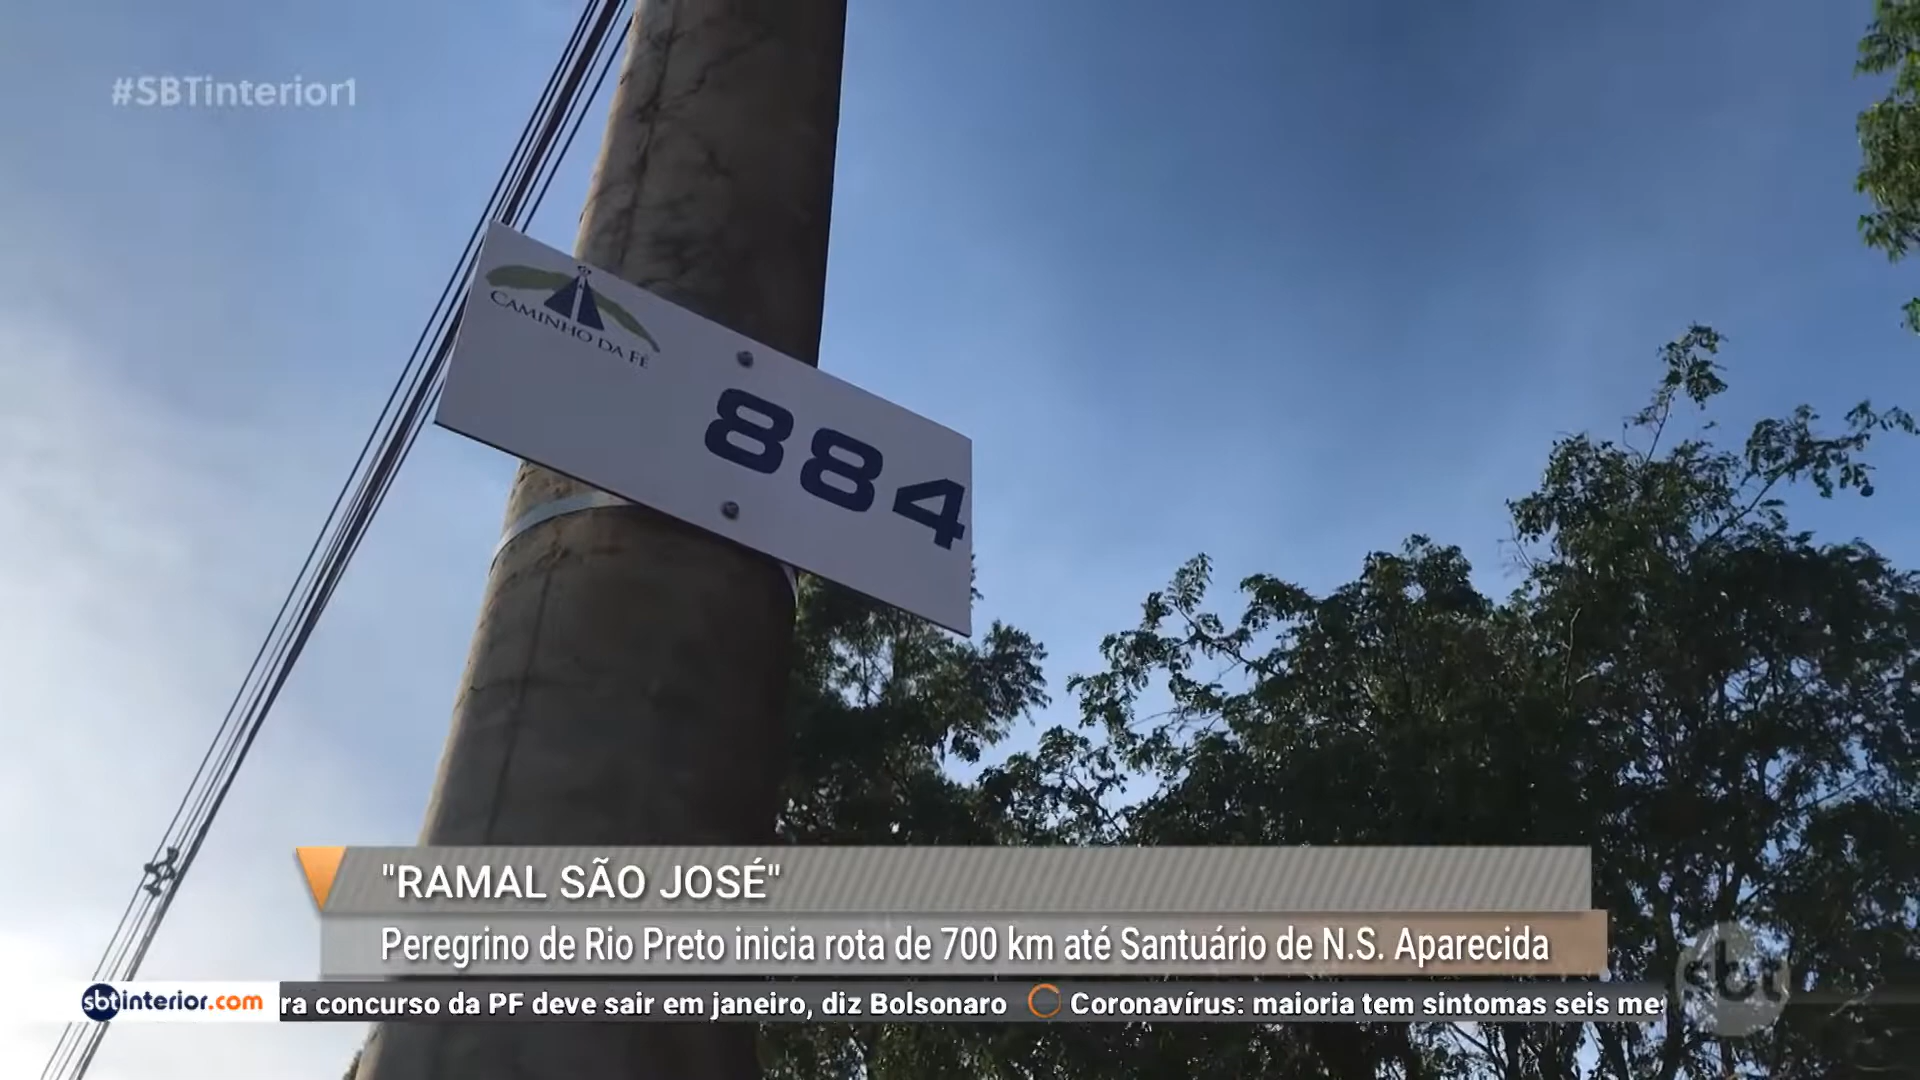 #SBTinterior1
CAMINHO DA FÉ
884
"RAMAL SÃO JOSÉ"
Peregrino de Rio Preto inicia rota de 700 km até Santuário de N.S. Aparecida
sbtinterior.com ra concurso da PF deve sair em janeiro, diz Bolsonaro Coronavírus: maioria tem sintomas seis me
sbt